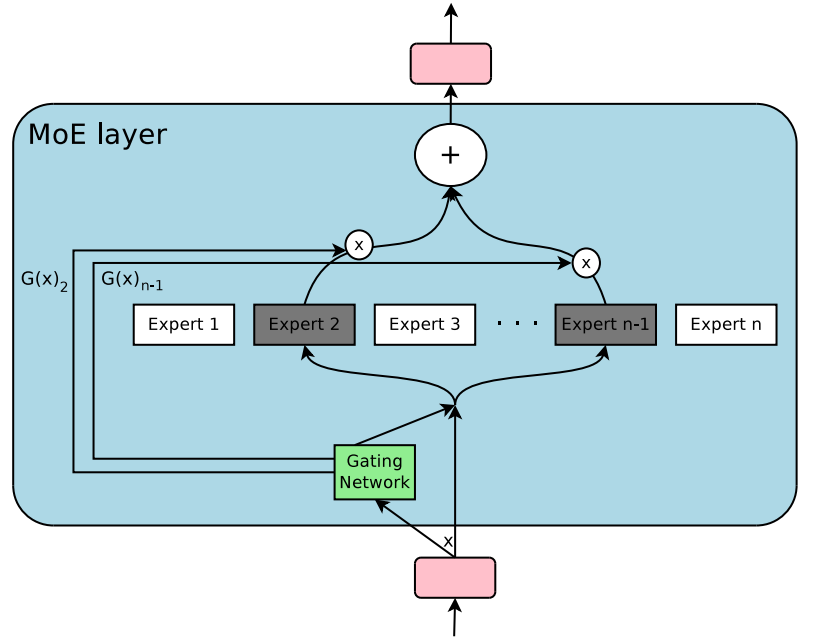 MoE layer
+
x
x
G(x)2
G(x)n-1
Expert 1
Expert 2
Expert 3
. . .
Expert n-1
Expert n
Gating
Network
x